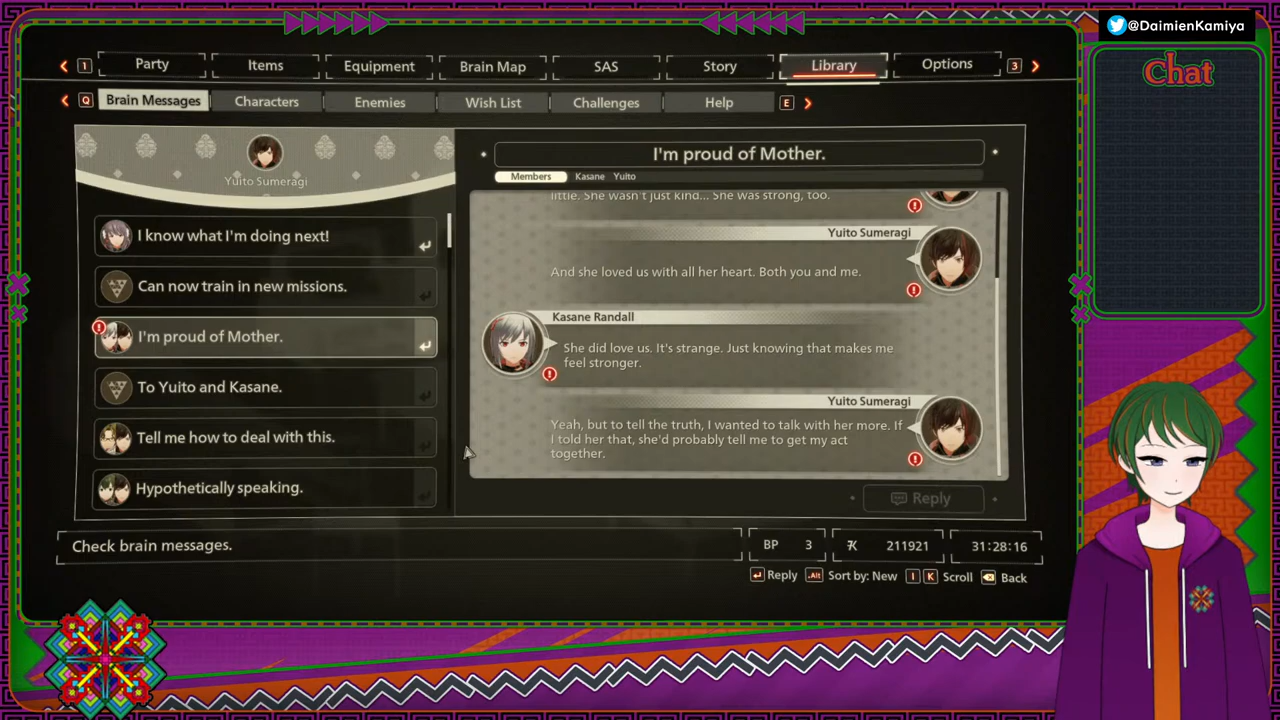 @DaimienKamiya
Chat
1 Party Items Equipment Brain Map SAS Story Library Options 3
Q Brain Messages Characters Enemies Wish List Challenges Help E
Yuito Sumeragi
I know what I'm doing next!
Can now train in new missions.
I'm proud of Mother.
To Yuito and Kasane.
Tell me how to deal with this.
Hypothetically speaking.
I'm proud of Mother.
Members Kasane Yuito
little. She wasn't just kind... She was strong, too.
Yuito Sumeragi
And she loved us with all her heart. Both you and me.
Kasane Randall
She did love us. It's strange. Just knowing that makes me
feel stronger.
Yuito Sumeragi
Yeah, but to tell the truth, I wanted to talk with her more. If
I told her that, she'd probably tell me to get my act
together.
Reply
Check brain messages.
BP 3 K 211921 31:28:16
Reply Alt Sort by: New I K Scroll Back